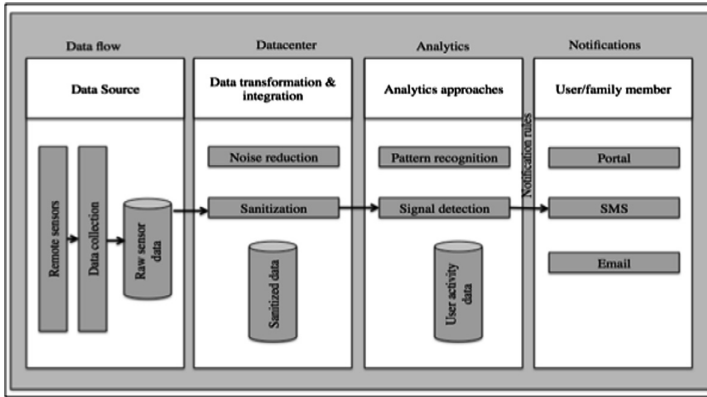 Data flow
Datacenter
Analytics
Notifications
Data Source
Data transformation &
integration
Analytics approaches
User/family member
Remote sensors
Data collection
Raw sensor
data
Noise reduction
Sanitization
Sanitized data
Pattern recognition
Signal detection
User activity
data
Notification rules
Portal
SMS
Email